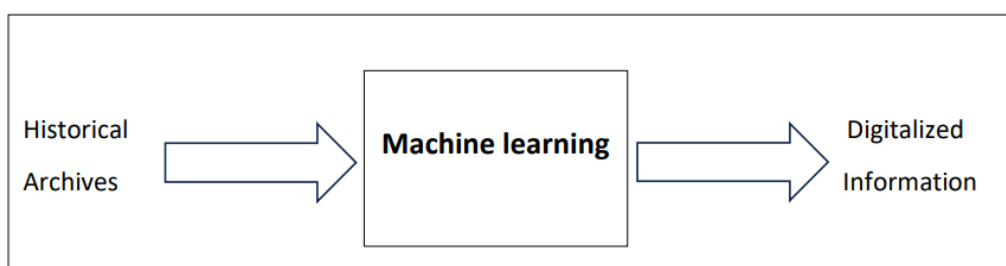 Historical
Archives
Machine learning
Digitalized
Information